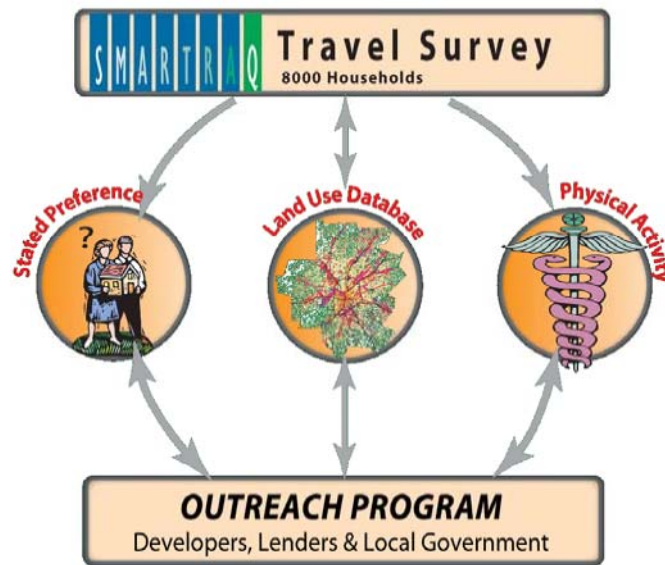 SMARTRAQ Travel Survey
8000 Households
Stated Preference
Land Use Database
Physical Activity
?
OUTREACH PROGRAM
Developers, Lenders & Local Government